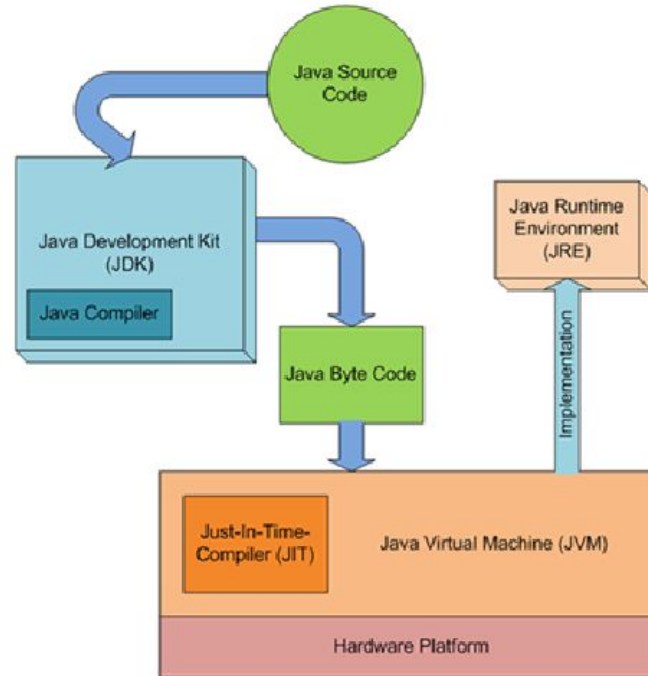 Java Source
Code
Java Development Kit
(JDK)
Java Compiler
Java Runtime
Environment
(JRE)
Java Byte Code
Implementation
Just-In-Time-
Compiler (JIT)
Java Virtual Machine (JVM)
Hardware Platform